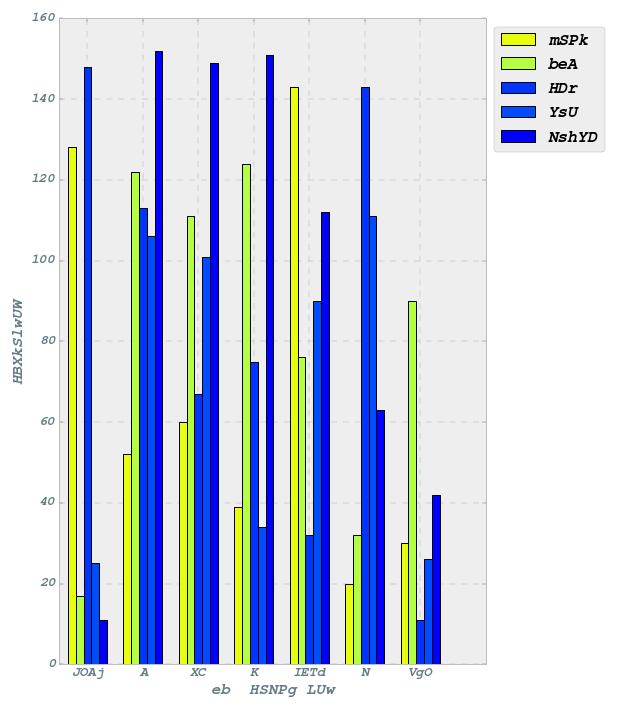 160
140
120
100
80
60
40
20
0
HBXkSlwUW
JOAj A XC K IETd N VgO
eb HSNPg LUw
mSPk
beA
HDr
YsU
NshYD